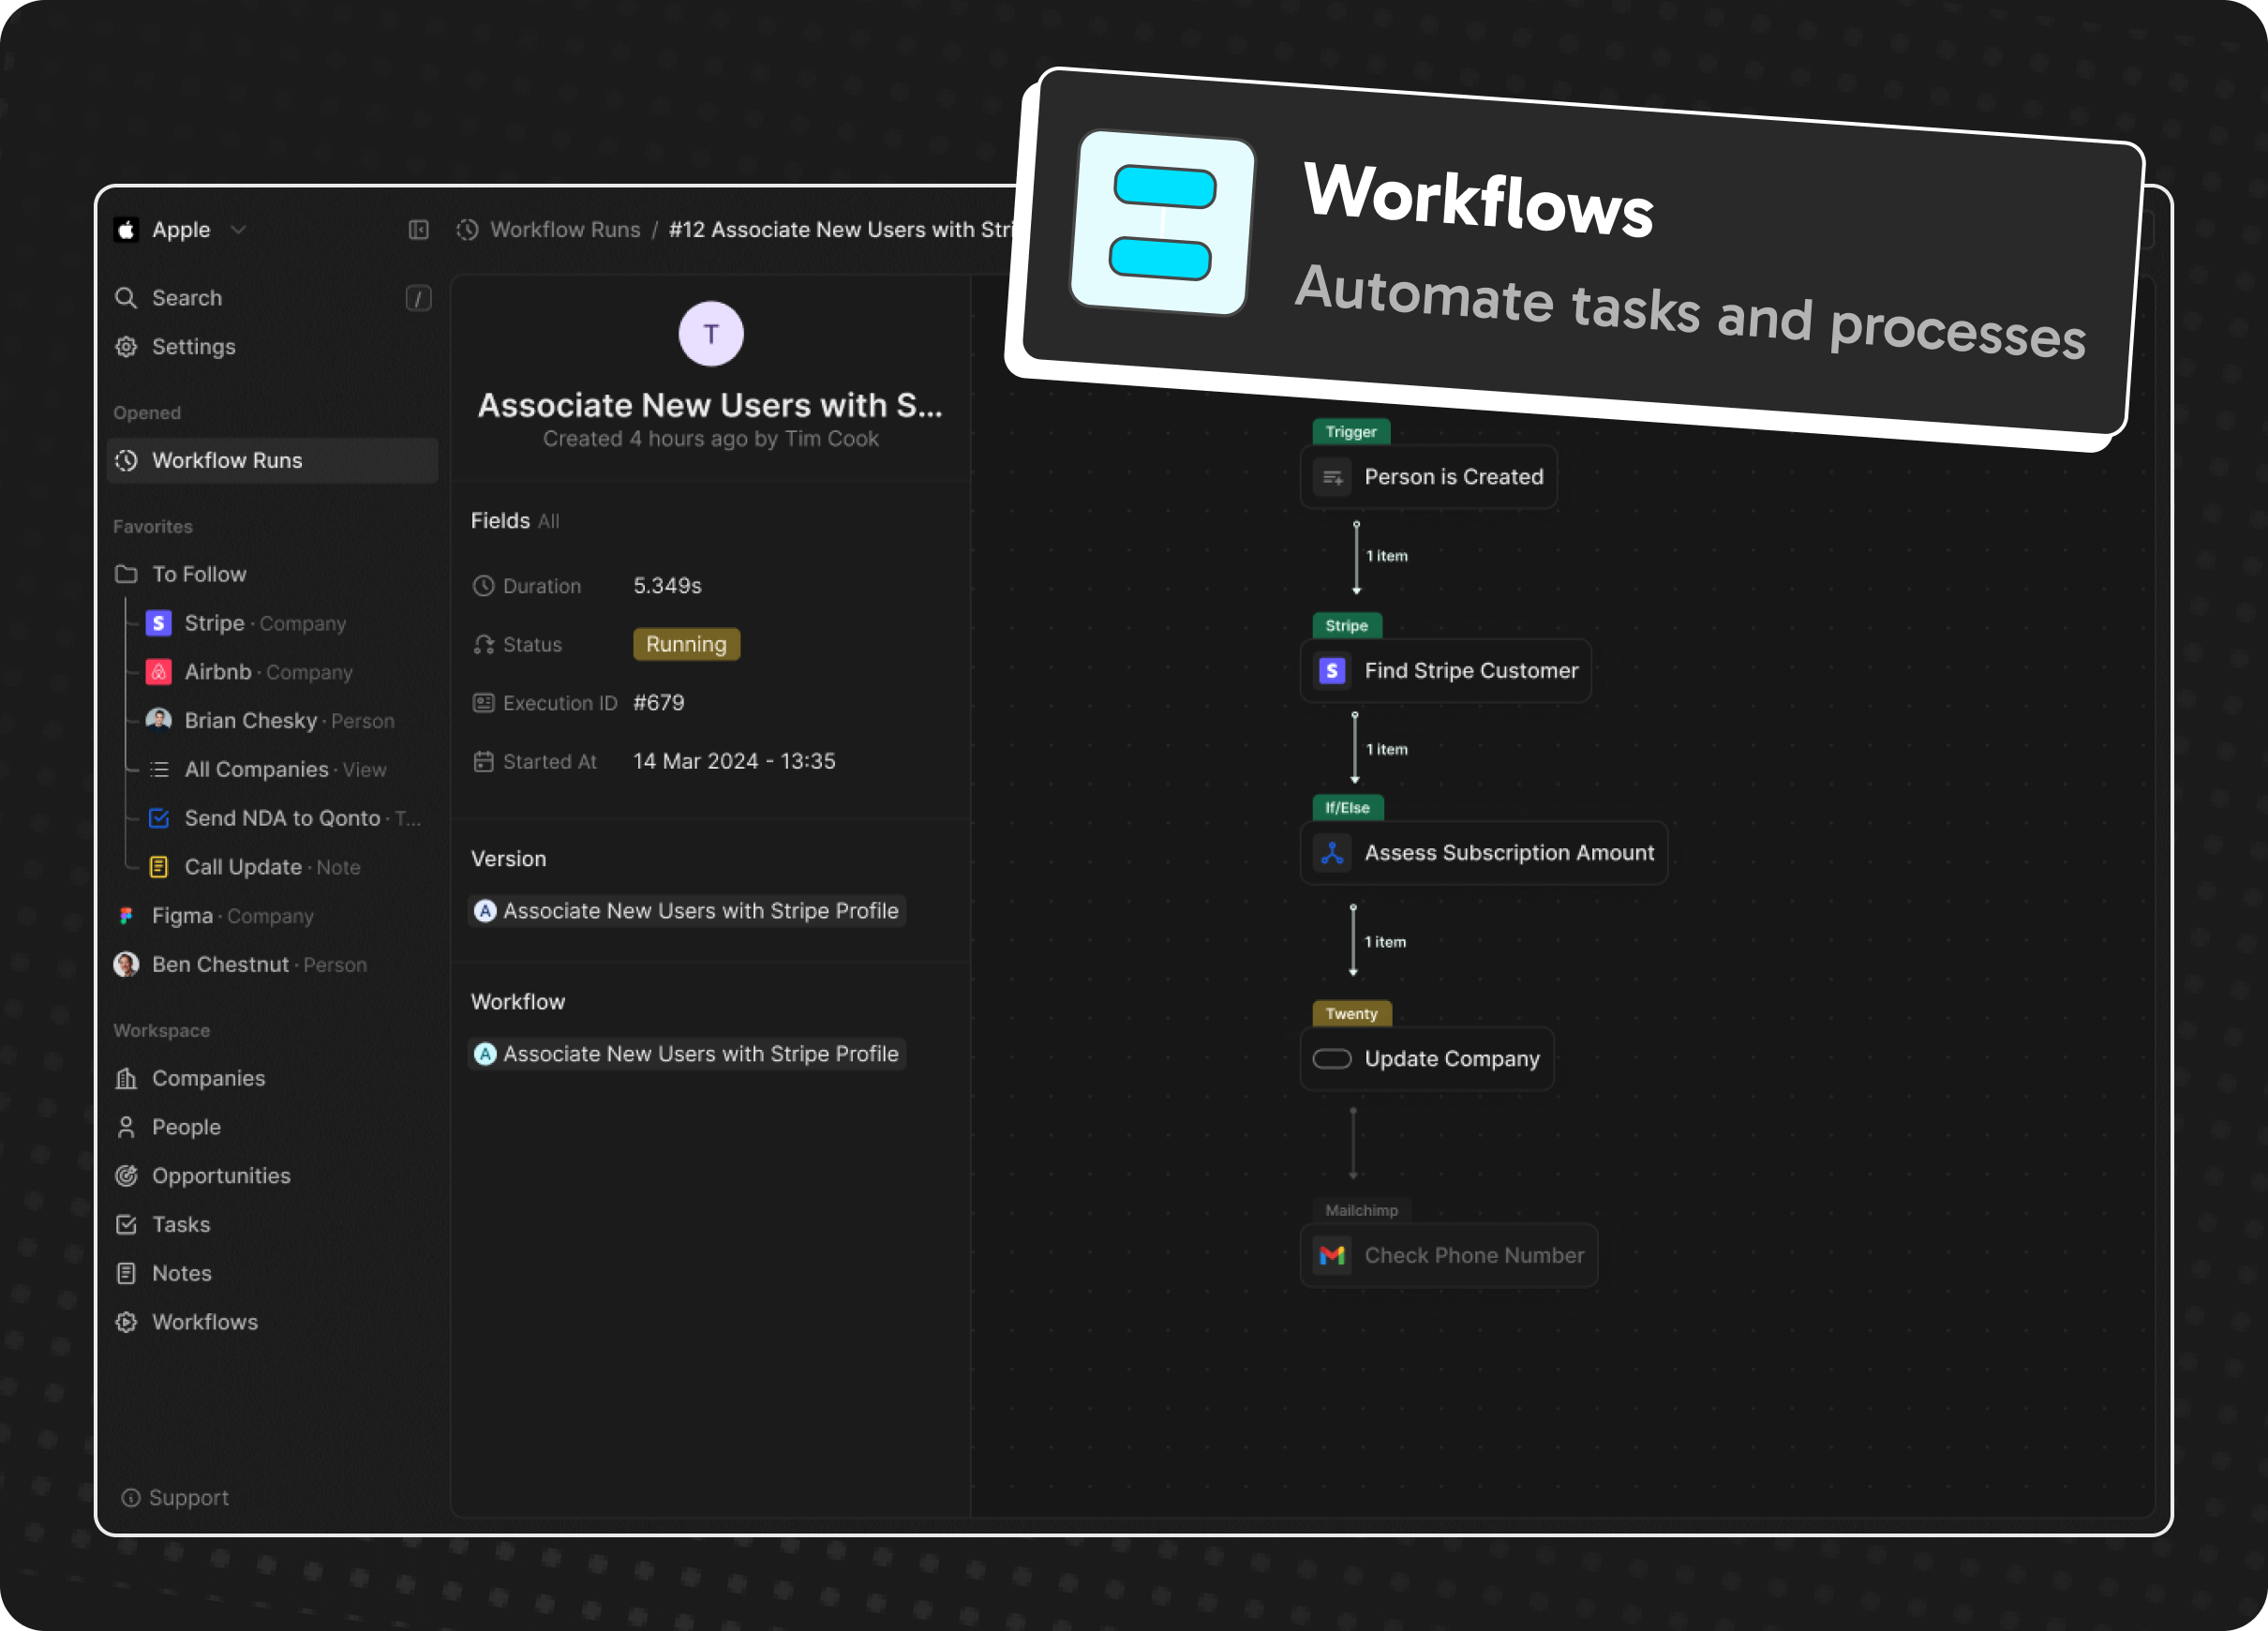 Workflows
Automate tasks and processes
Apple
Workflow Runs / #12 Associate New Users with Stri
Search /
Settings
Opened
Workflow Runs
Favorites
To Follow
Stripe · Company
Airbnb · Company
Brian Chesky · Person
All Companies · View
Send NDA to Qonto · T...
Call Update · Note
Figma · Company
Ben Chestnut · Person
Workspace
Companies
People
Opportunities
Tasks
Notes
Workflows
Support
T
Associate New Users with S...
Created 4 hours ago by Tim Cook
Fields All
Duration 5.349s
Status Running
Execution ID #679
Started At 14 Mar 2024 - 13:35
Version
A Associate New Users with Stripe Profile
Workflow
A Associate New Users with Stripe Profile
Trigger
Person is Created
1 item
Stripe
S Find Stripe Customer
1 item
If/Else
Assess Subscription Amount
1 item
Twenty
Update Company
Mailchimp
Check Phone Number